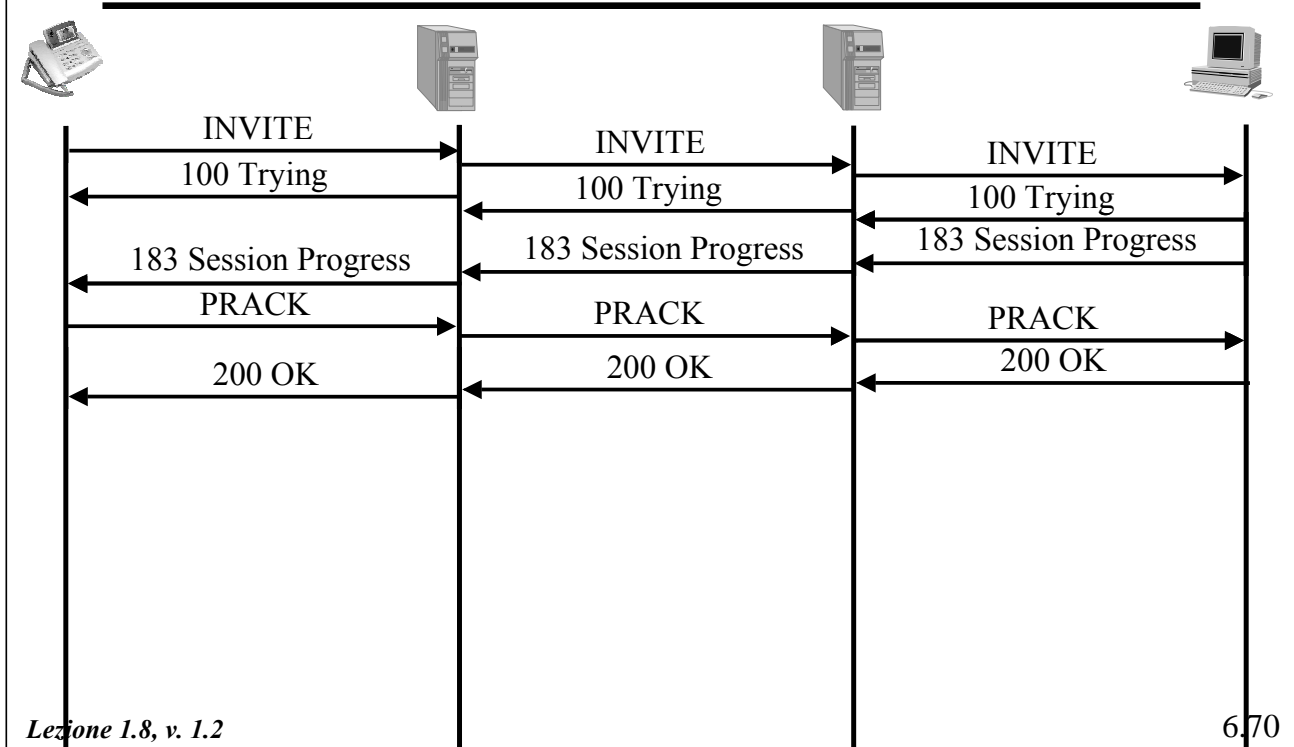 INVITE
INVITE
INVITE
100 Trying
100 Trying
100 Trying
183 Session Progress
183 Session Progress
183 Session Progress
PRACK
PRACK
PRACK
200 OK
200 OK
200 OK
Lezione 1.8, v. 1.2
6.70